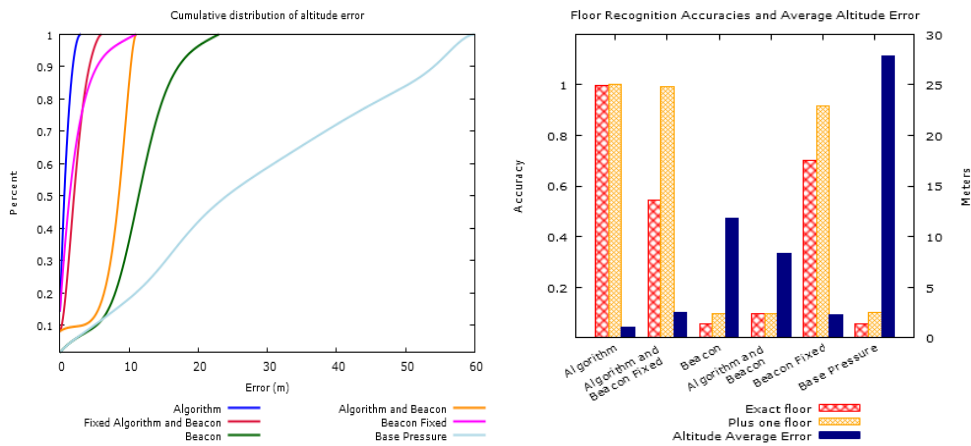 Cumulative distribution of altitude error
1
0.9
0.8
0.7
0.6
0.5
0.4
0.3
0.2
0.1
Percent
0
10
20
30
40
50
60
Error (m)
Algorithm
Fixed Algorithm and Beacon
Beacon
Algorithm and Beacon
Beacon Fixed
Base Pressure
Floor Recognition Accuracies and Average Altitude Error
1
0.8
0.6
0.4
0.2
Accuracy
30
25
20
15
10
5
0
Meters
Algorithm
Algorithm and
Beacon Fixed
Beacon
Algorithm and
Beacon
Beacon Fixed
Base Pressure
Exact floor
Plus one floor
Altitude Average Error